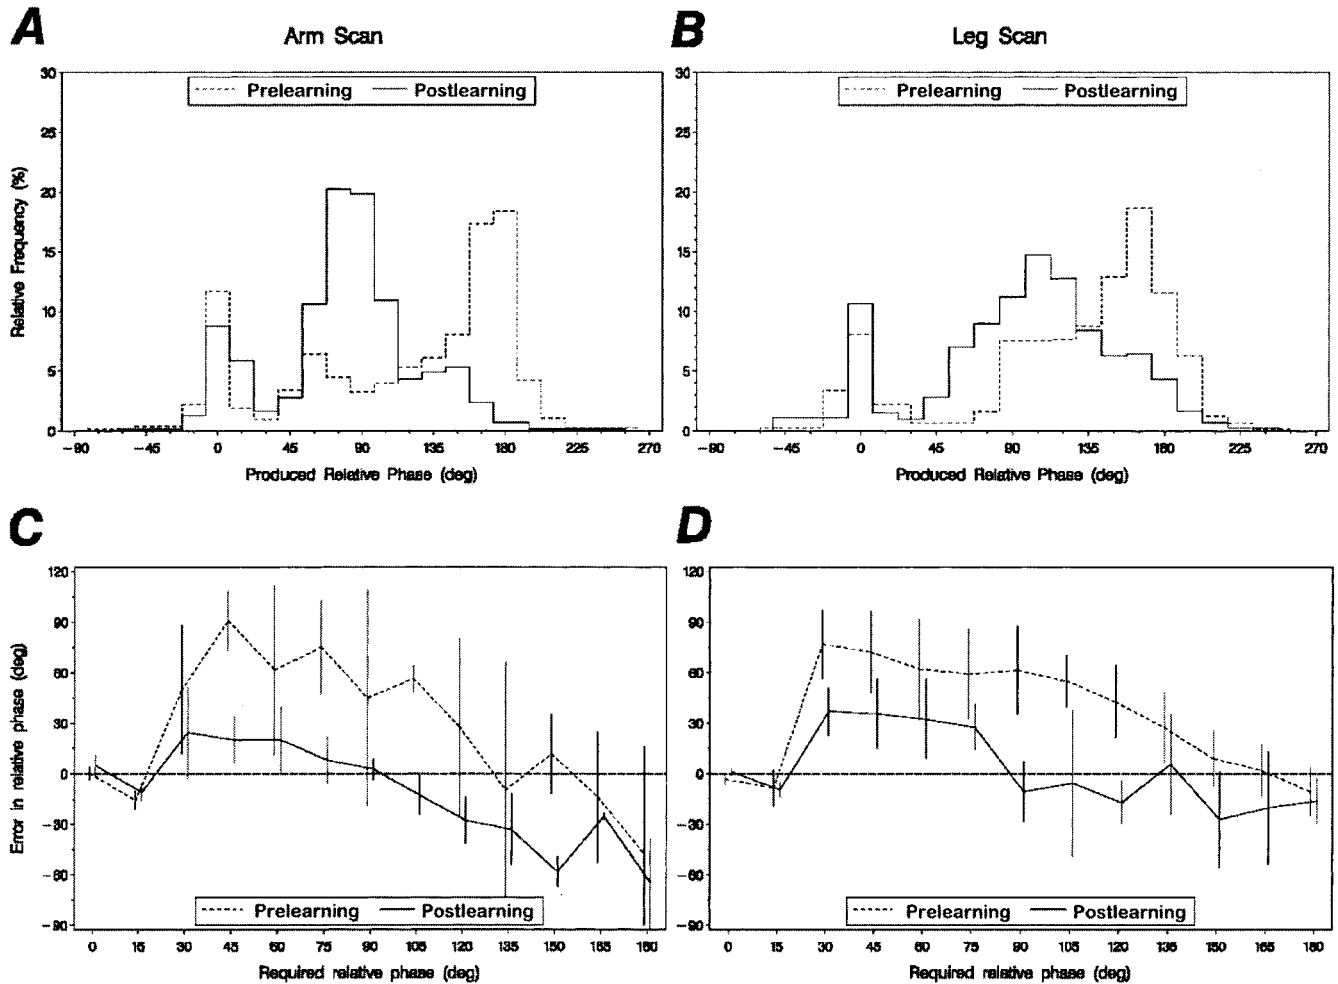 A
Arm Scan
B
Leg Scan
Prelearning Postlearning
Prelearning Postlearning
30
25
20
15
10
5
0
Relative Frequency (%)
-90 -45 0 45 90 135 180 225 270
Produced Relative Phase (deg)
30
25
20
15
10
5
0
-90 -45 0 45 90 135 180 225 270
Produced Relative Phase (deg)
C
D
120
90
60
30
0
-30
-60
-90
Error in relative phase (deg)
Prelearning Postlearning
0 15 30 45 60 75 90 105 120 135 150 165 180
Required relative phase (deg)
120
90
60
30
0
-30
-60
-90
Prelearning Postlearning
0 15 30 45 60 75 90 105 120 135 150 165 180
Required relative phase (deg)